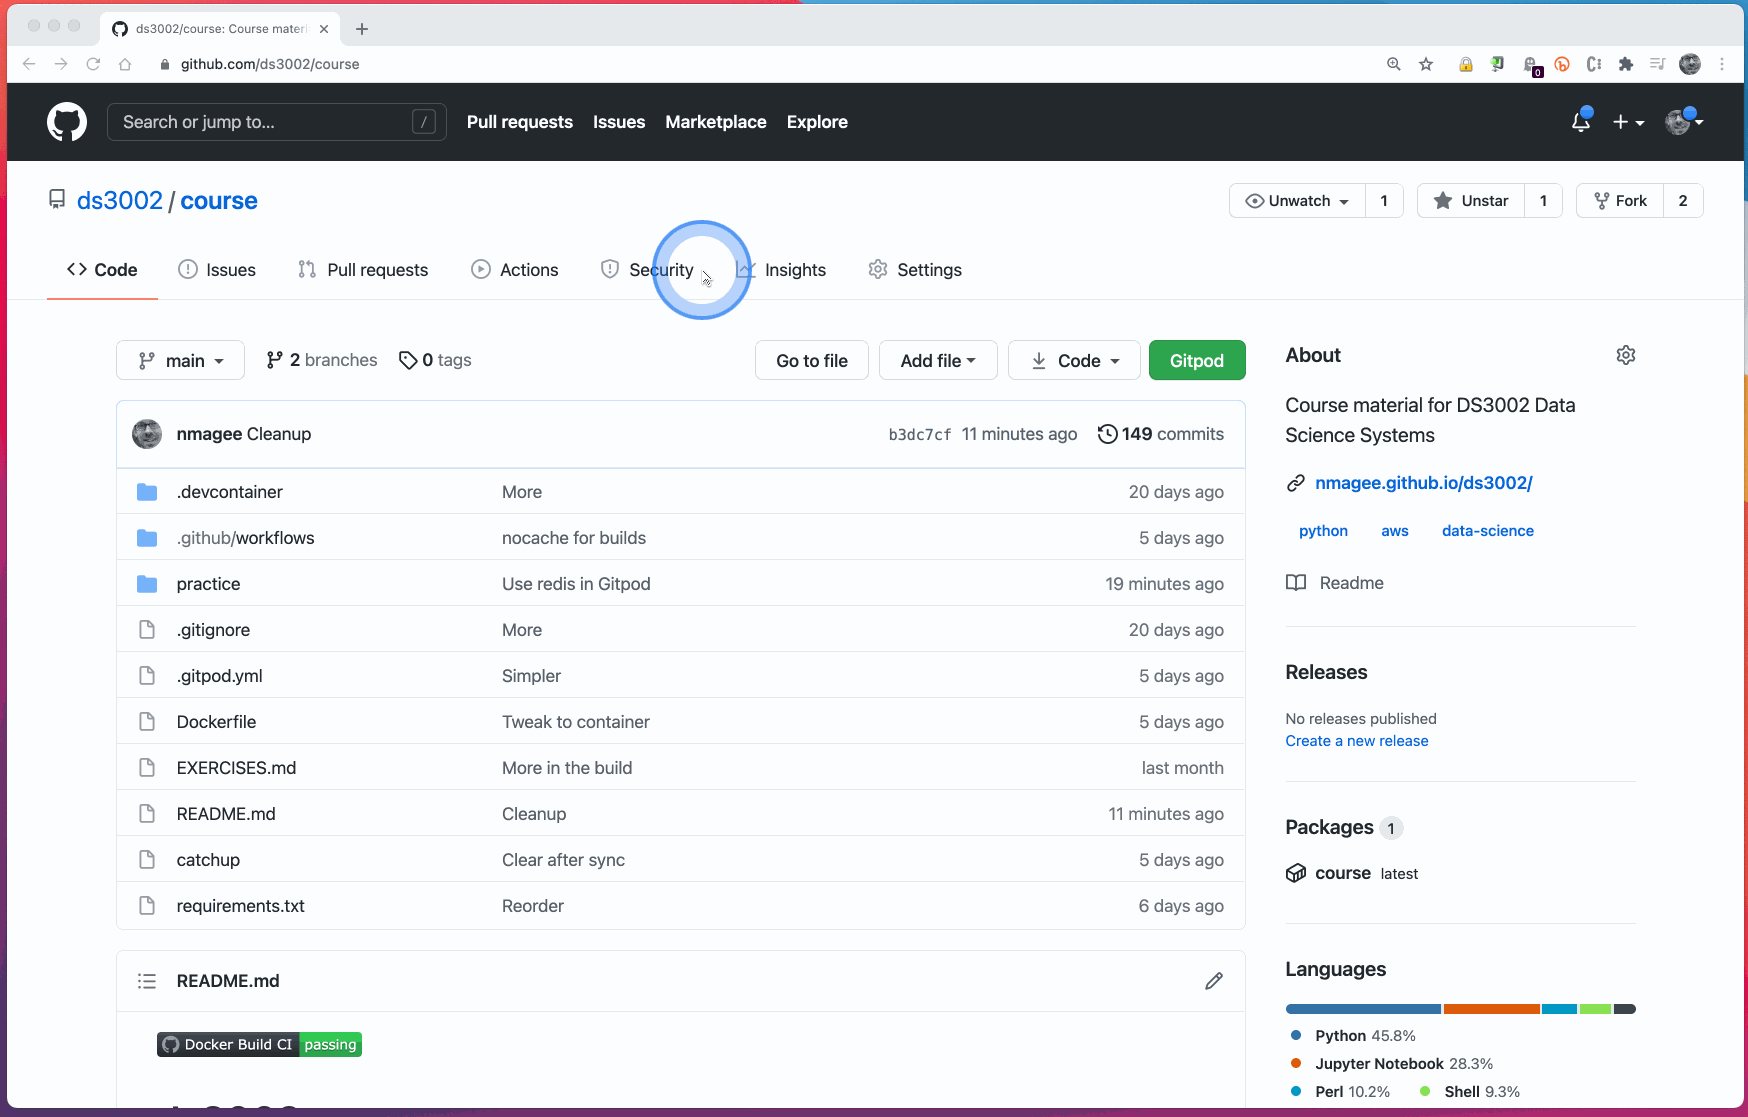 ds3002/course: Course materi
github.com/ds3002/course
0
Search or jump to... /
Pull requests Issues Marketplace Explore
ds3002 / course
Unwatch 1 Unstar 1 Fork 2
Code Issues Pull requests Actions Security Insights Settings
main 2 branches 0 tags Go to file Add file Code Gitpod
nmagee Cleanup b3dc7cf 11 minutes ago 149 commits
.devcontainer More 20 days ago
.github/workflows nocache for builds 5 days ago
practice Use redis in Gitpod 19 minutes ago
.gitignore More 20 days ago
.gitpod.yml Simpler 5 days ago
Dockerfile Tweak to container 5 days ago
EXERCISES.md More in the build last month
README.md Cleanup 11 minutes ago
catchup Clear after sync 5 days ago
requirements.txt Reorder 6 days ago
README.md
Docker Build CI passing
About
Course material for DS3002 Data
Science Systems
nmagee.github.io/ds3002/
python aws data-science
Readme
Releases
No releases published
Create a new release
Packages 1
course latest
Languages
Python 45.8%
Jupyter Notebook 28.3%
Perl 10.2% Shell 9.3%